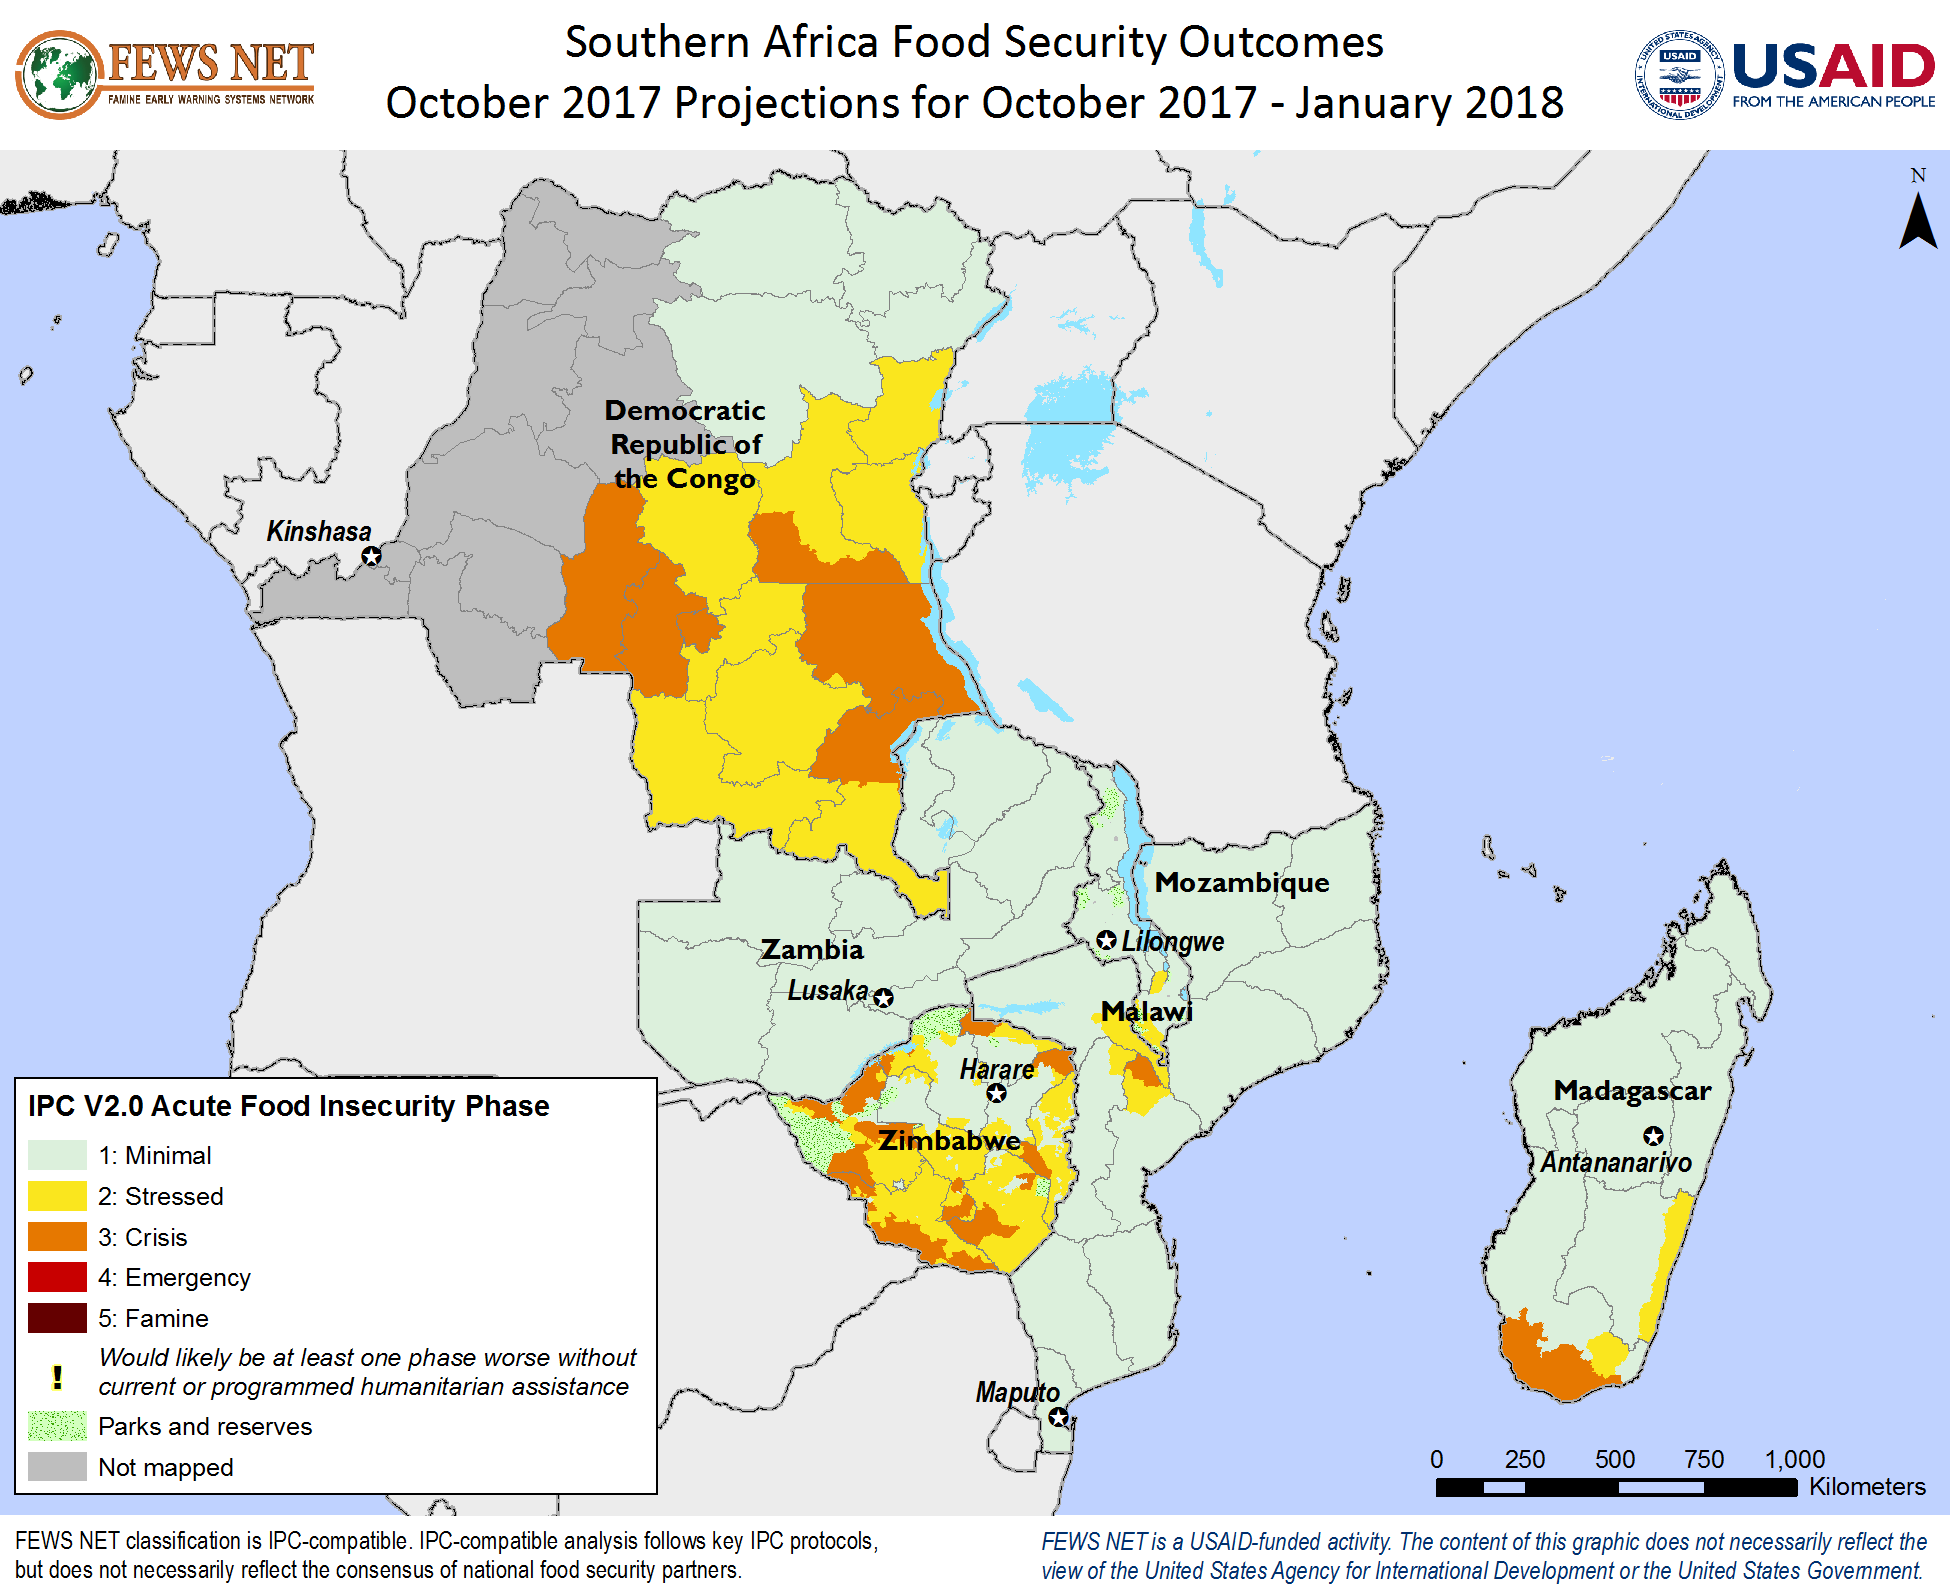 FEWS NET
FAMINE EARLY WARNING SYSTEMS NETWORK
Southern Africa Food Security Outcomes
October 2017 Projections for October 2017 - January 2018
UNITED STATES AGENCY
USAID
INTERNATIONAL DEVELOPMENT
USAID
FROM THE AMERICAN PEOPLE
N
Democratic
Republic of
the Congo
Kinshasa
Mozambique
Zambia
Lilongwe
Lusaka
Malawi
Harare
Madagascar
Zimbabwe
Antananarivo
Maputo
IPC V2.0 Acute Food Insecurity Phase
1: Minimal
2: Stressed
3: Crisis
4: Emergency
5: Famine
! Would likely be at least one phase worse without
current or programmed humanitarian assistance
Parks and reserves
Not mapped
0 250 500 750 1,000
Kilometers
FEWS NET classification is IPC-compatible. IPC-compatible analysis follows key IPC protocols,
but does not necessarily reflect the consensus of national food security partners.
FEWS NET is a USAID-funded activity. The content of this graphic does not necessarily reflect the
view of the United States Agency for International Development or the United States Government.